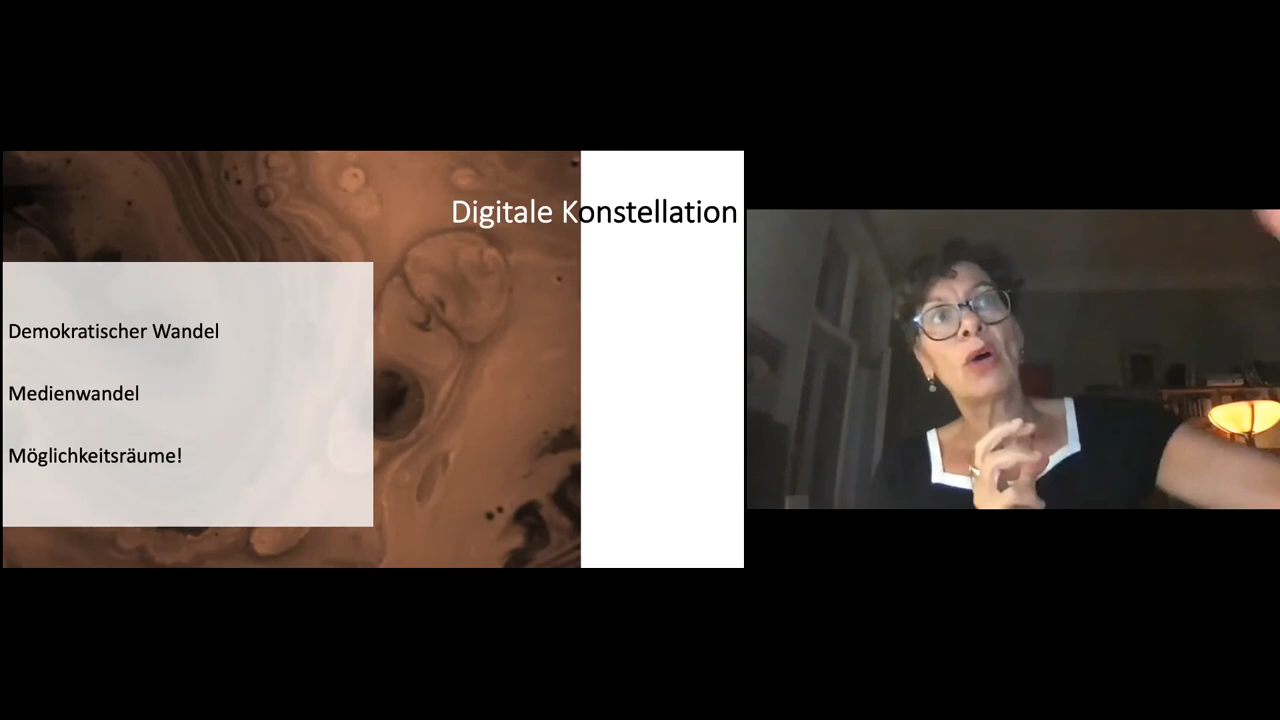 Digitale Konstellation
Demokratischer Wandel
Medienwandel
Möglichkeitsräume!